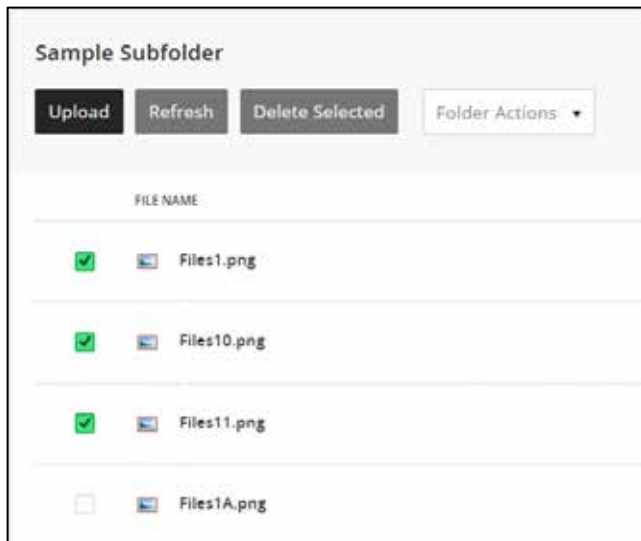 Sample Subfolder
Upload Refresh Delete Selected Folder Actions
FILE NAME
Files1.png
Files10.png
Files11.png
Files1A.png